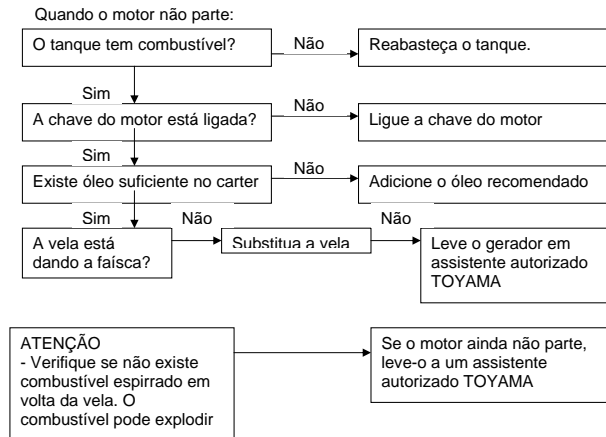 Quando o motor não parte:
O tanque tem combustível?
Não
Reabasteça o tanque.
Sim
A chave do motor está ligada?
Não
Ligue a chave do motor
Sim
Existe óleo suficiente no carter
Não
Adicione o óleo recomendado
Sim
Não
Não
A vela está
dando a faísca?
Substitua a vela
Leve o gerador em
assistente autorizado
TOYAMA
ATENÇÃO
- Verifique se não existe
combustível espirrado em
volta da vela. O
combustível pode explodir
Se o motor ainda não parte,
leve-o a um assistente
autorizado TOYAMA